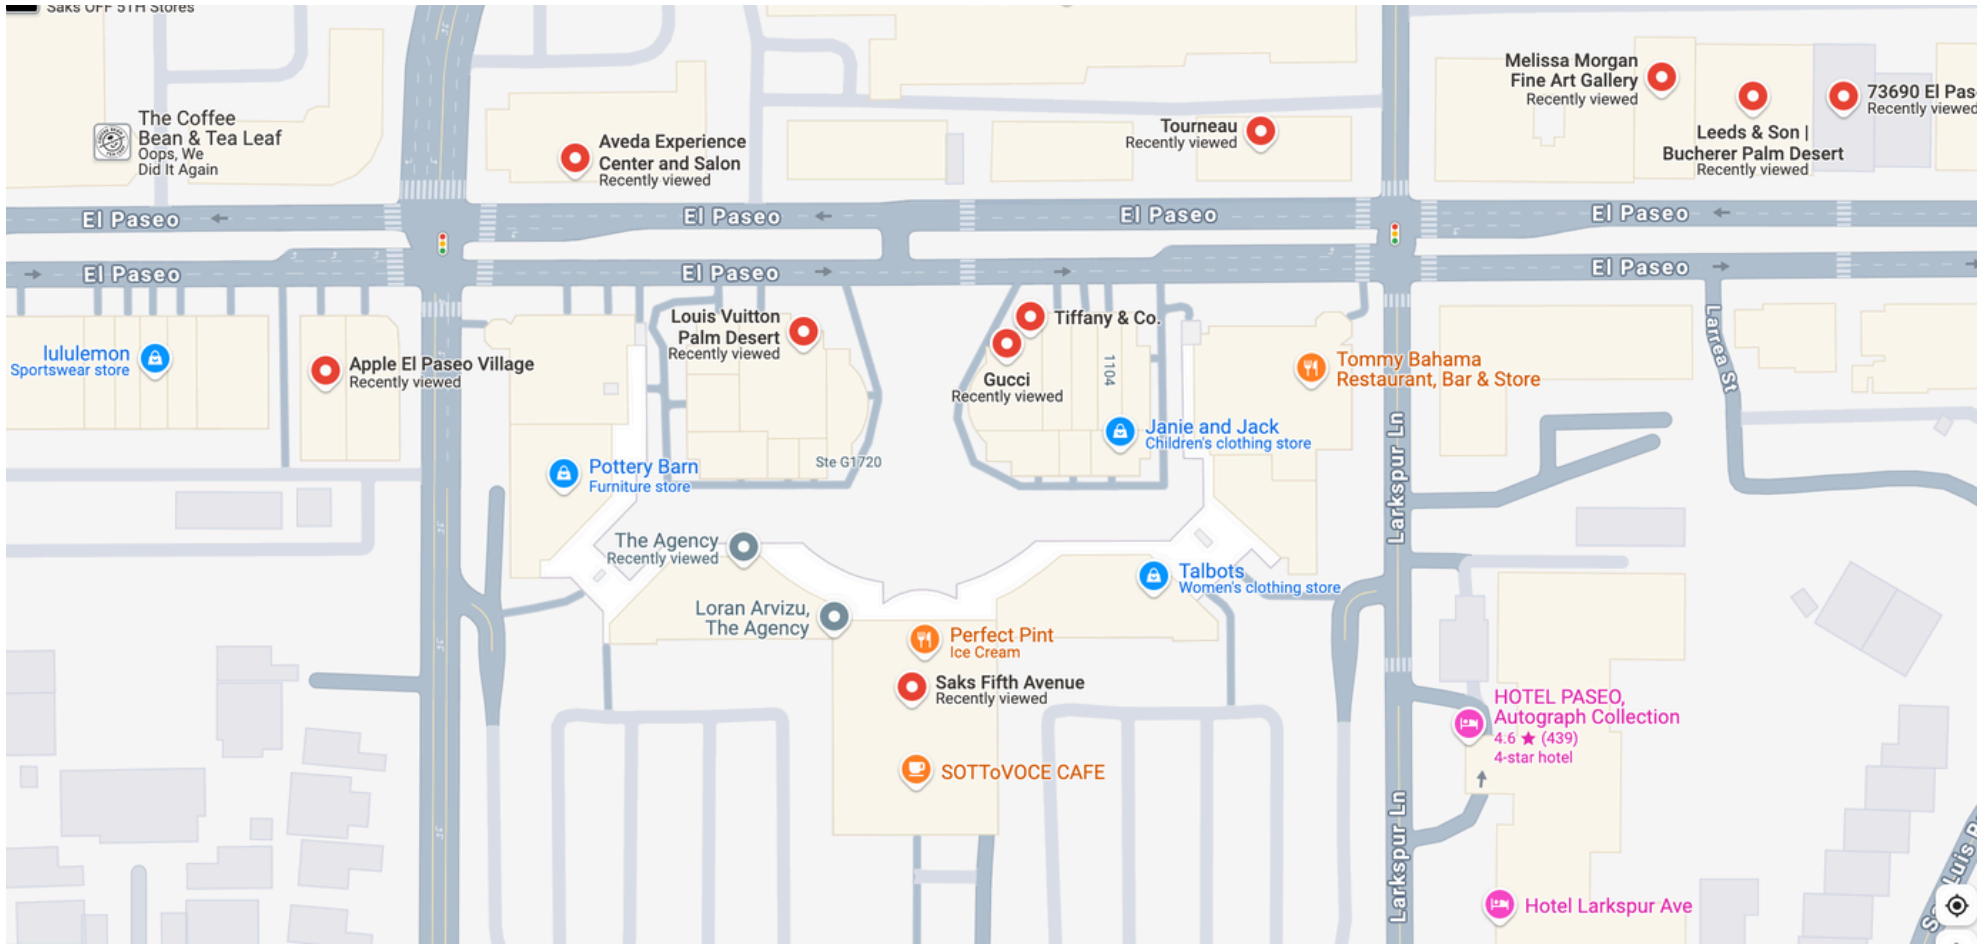 Saks OFF 5TH Stores
The Coffee
Bean & Tea Leaf
Oops, We
Did It Again
Aveda Experience
Center and Salon
Recently viewed
Tourneau
Recently viewed
Melissa Morgan
Fine Art Gallery
Recently viewed
Leeds & Son |
Bucherer Palm Desert
Recently viewed
73690 El Pas
Recently viewed
El Paseo
El Paseo
El Paseo
El Paseo
El Paseo
El Paseo
El Paseo
lululemon
Sportswear store
Apple El Paseo Village
Recently viewed
Louis Vuitton
Palm Desert
Recently viewed
Tiffany & Co.
Gucci
Recently viewed
1104
Tommy Bahama
Restaurant, Bar & Store
Larrea St
Janie and Jack
Children's clothing store
Ste G1720
Pottery Barn
Furniture store
Larkspur Ln
The Agency
Recently viewed
Talbots
Women's clothing store
Loran Arvizu,
The Agency
Perfect Pint
Ice Cream
Saks Fifth Avenue
Recently viewed
HOTEL PASEO,
Autograph Collection
4.6 ★ (439)
4-star hotel
SOTToVOCE CAFE
Larkspur Ln
Luis
Hotel Larkspur Ave